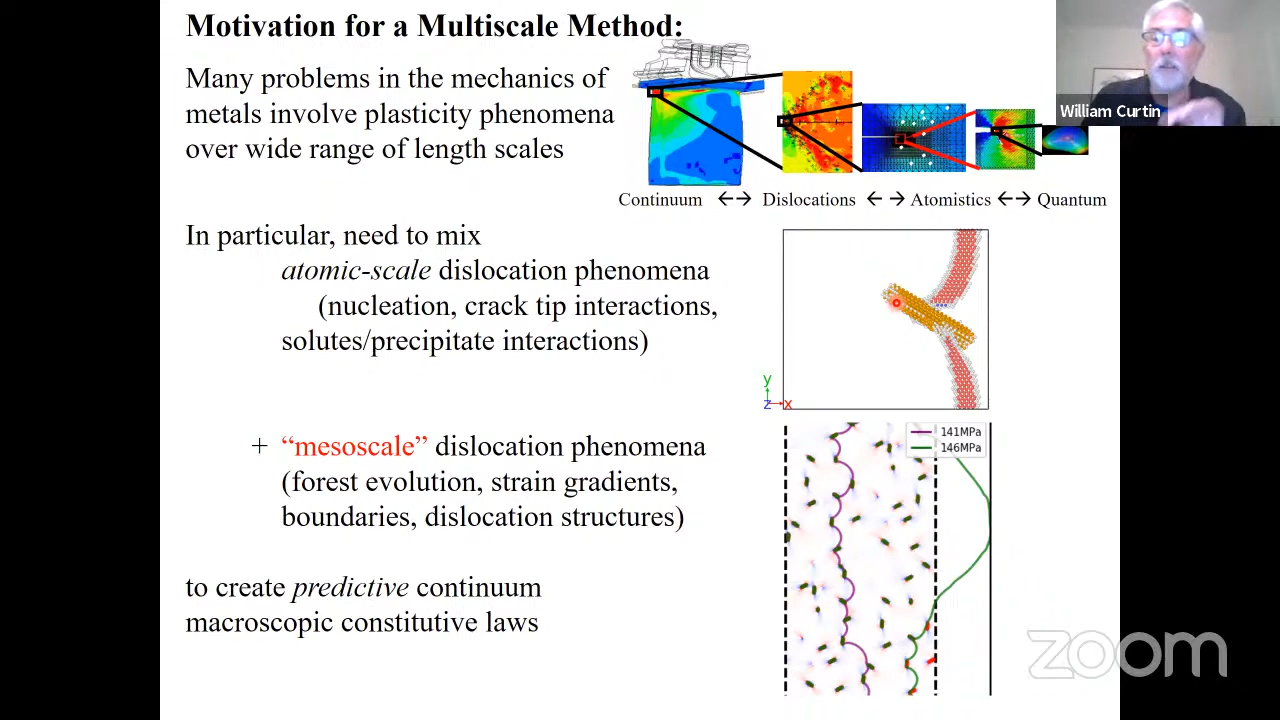 Motivation for a Multiscale Method:
Many problems in the mechanics of
metals involve plasticity phenomena
over wide range of length scales
William Curtin
Continuum ←→ Dislocations ← → Atomistics ←→ Quantum
In particular, need to mix
atomic-scale dislocation phenomena
(nucleation, crack tip interactions,
solutes/precipitate interactions)
y
z x
+ “mesoscale” dislocation phenomena
(forest evolution, strain gradients,
boundaries, dislocation structures)
141MPa
146MPa
to create predictive continuum
macroscopic constitutive laws
zoom